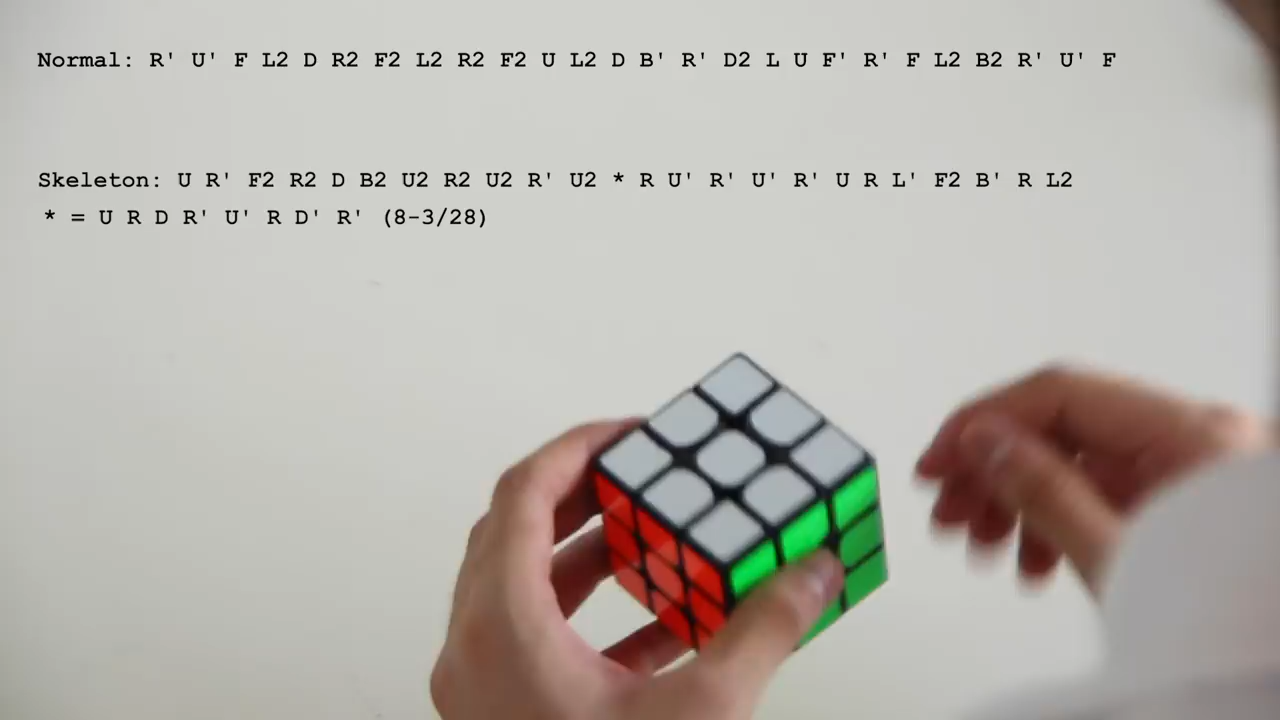 Normal: R' U' F L2 D R2 F2 L2 R2 F2 U L2 D B' R' D2 L U F' R' F L2 B2 R' U' F
Skeleton: U R' F2 R2 D B2 U2 R2 U2 R' U2 * R U' R' U' R' U R L' F2 B' R L2
* = U R D R' U' R D' R' (8-3/28)